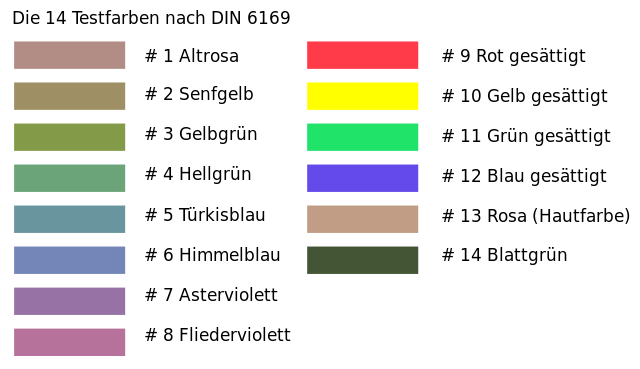 Die 14 Testfarben nach DIN 6169
# 1 Altrosa
# 2 Senfgelb
# 3 Gelbgrün
# 4 Hellgrün
# 5 Türkisblau
# 6 Himmelblau
# 7 Asterviolett
# 8 Fliederviolett
# 9 Rot gesättigt
# 10 Gelb gesättigt
# 11 Grün gesättigt
# 12 Blau gesättigt
# 13 Rosa (Hautfarbe)
# 14 Blattgrün